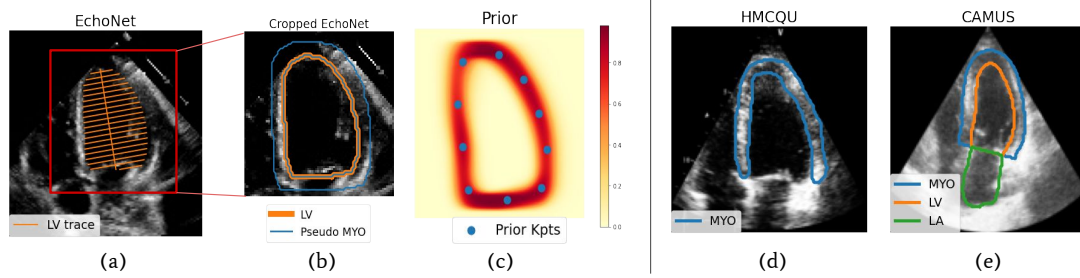 EchoNet
LV trace
(a)
Cropped EchoNet
LV
Pseudo MYO
(b)
Prior
0.8
0.6
0.4
0.2
0.0
Prior Kpts
(c)
HMCQU
MYO
(d)
CAMUS
MYO
LV
LA
(e)